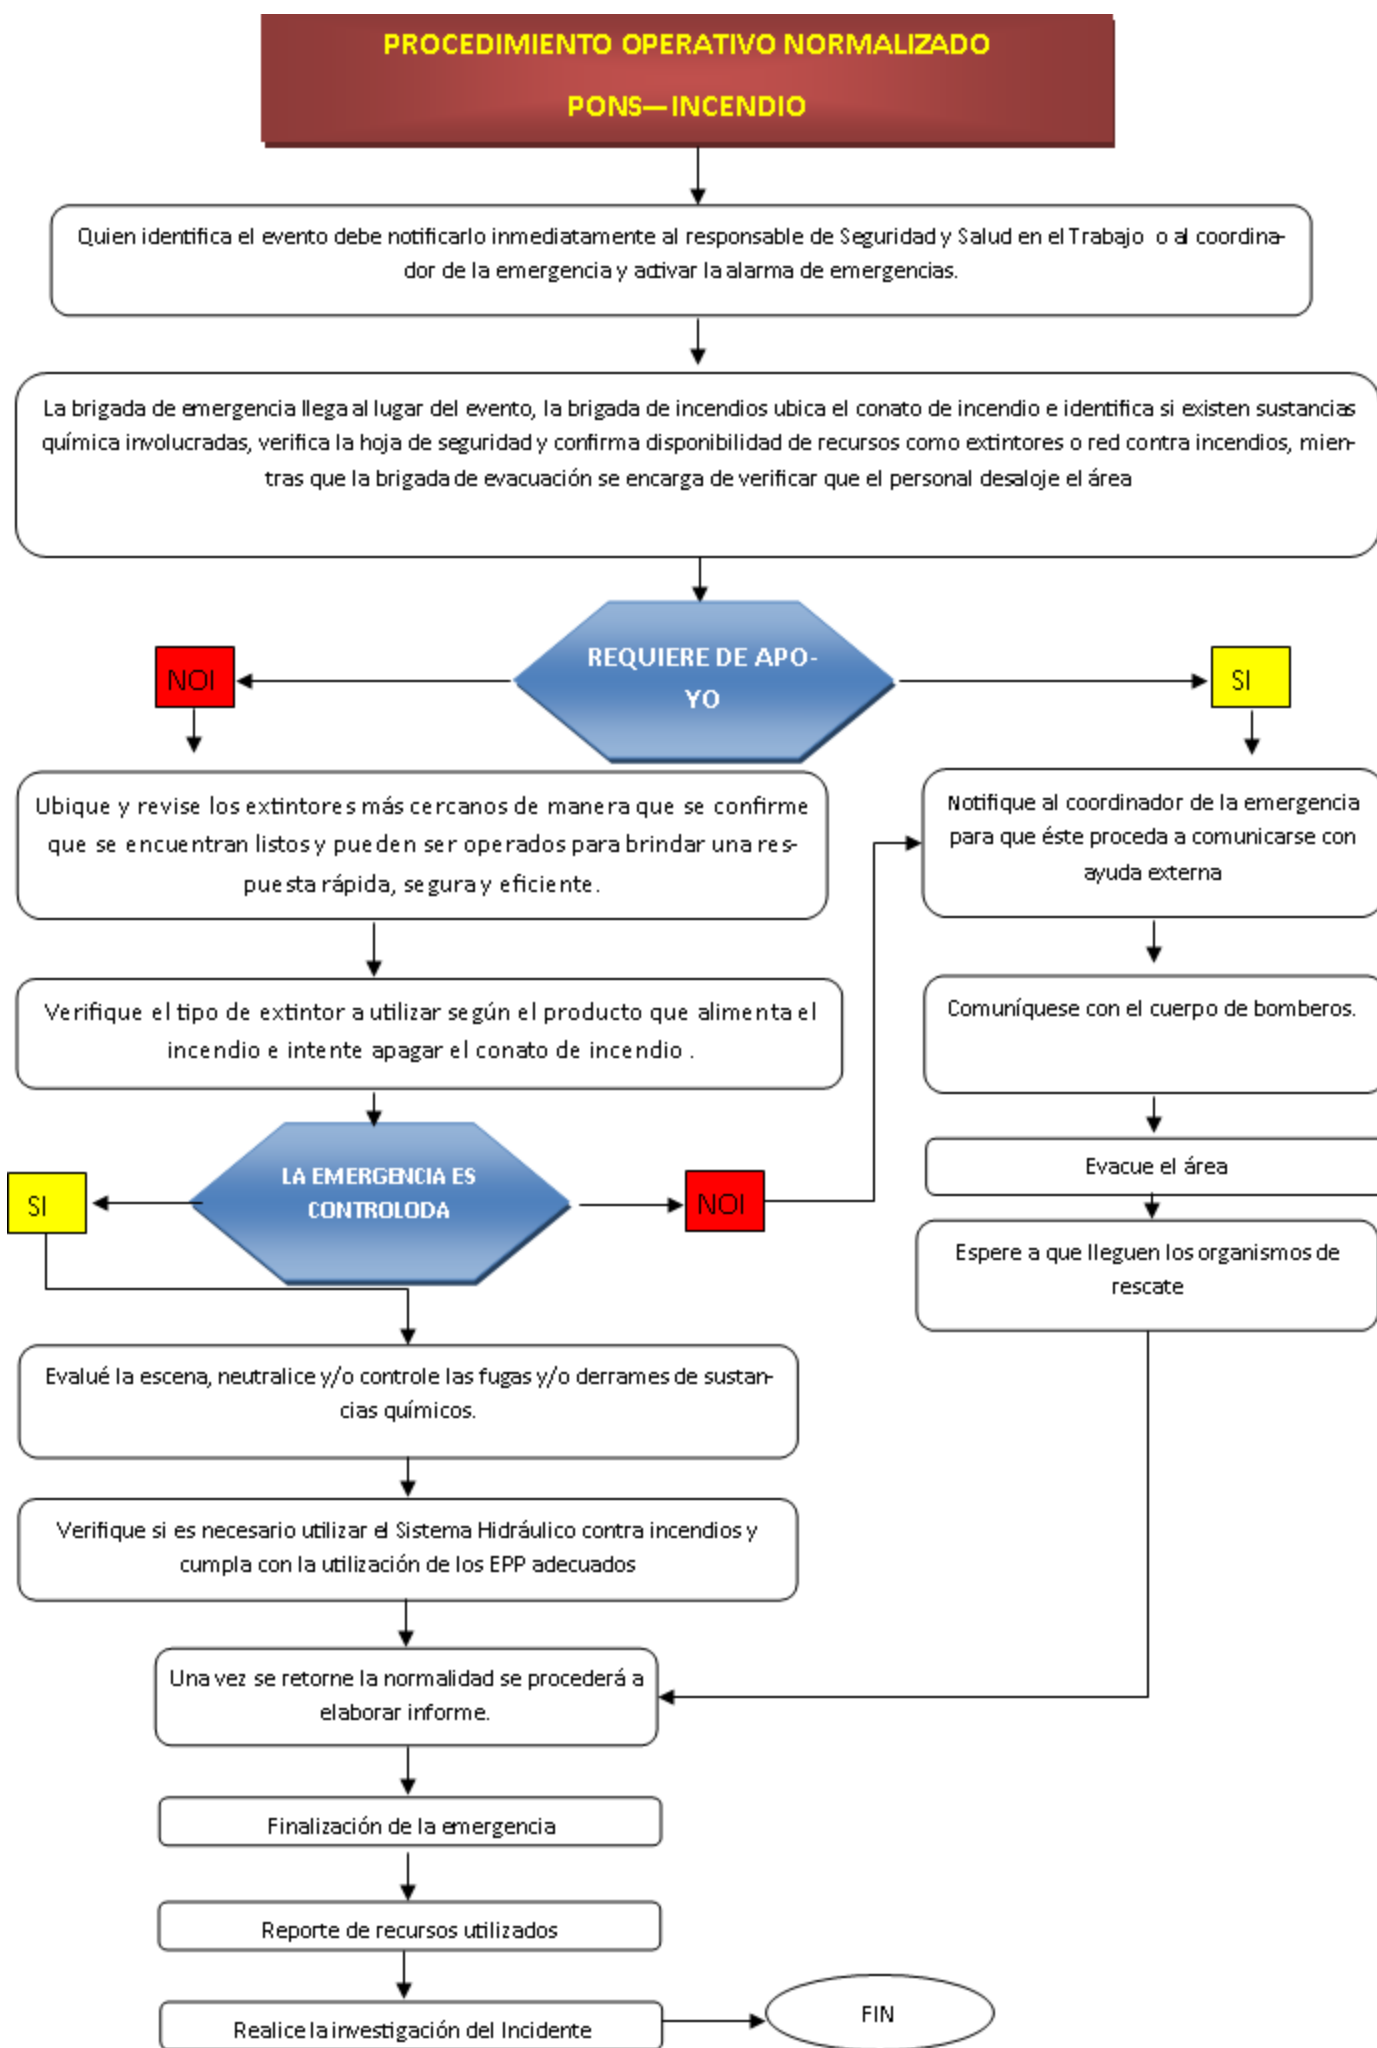 PROCEDIMIENTO OPERATIVO NORMALIZADO
PONS—INCENDIO
Quien identifica el evento debe notificarlo inmediatamente al responsable de Seguridad y Salud en el Trabajo o al coordina-
dor de la emergencia y activar la alarma de emergencias.
La brigada de emergencia llega al lugar del evento, la brigada de incendios ubica el conato de incendio e identifica si existen sustancias
química involucradas, verifica la hoja de seguridad y confirma disponibilidad de recursos como extintores o red contra incendios, mien-
tras que la brigada de evacuación se encarga de verificar que el personal desaloje el área
REQUIERE DE APO-
YO
NOI
SI
Ubique y revise los extintores más cercanos de manera que se confirme
que se encuentran listos y pueden ser operados para brindar una res-
puesta rápida, segura y eficiente.
Notifique al coordinador de la emergencia
para que éste proceda a comunicarse con
ayuda externa
Verifique el tipo de extintor a utilizar según el producto que alimenta el
incendio e intente apagar el conato de incendio .
Comuníquese con el cuerpo de bomberos.
LA EMERGENCIA ES
CONTROLODA
SI
NOI
Evacue el área
Espere a que lleguen los organismos de
rescate
Evalué la escena, neutralice y/o controle las fugas y/o derrames de sustan-
cias químicos.
Verifique si es necesario utilizar el Sistema Hidráulico contra incendios y
cumpla con la utilización de los EPP adecuados
Una vez se retorne la normalidad se procederá a
elaborar informe.
Finalización de la emergencia
Reporte de recursos utilizados
Realice la investigación del Incidente
FIN